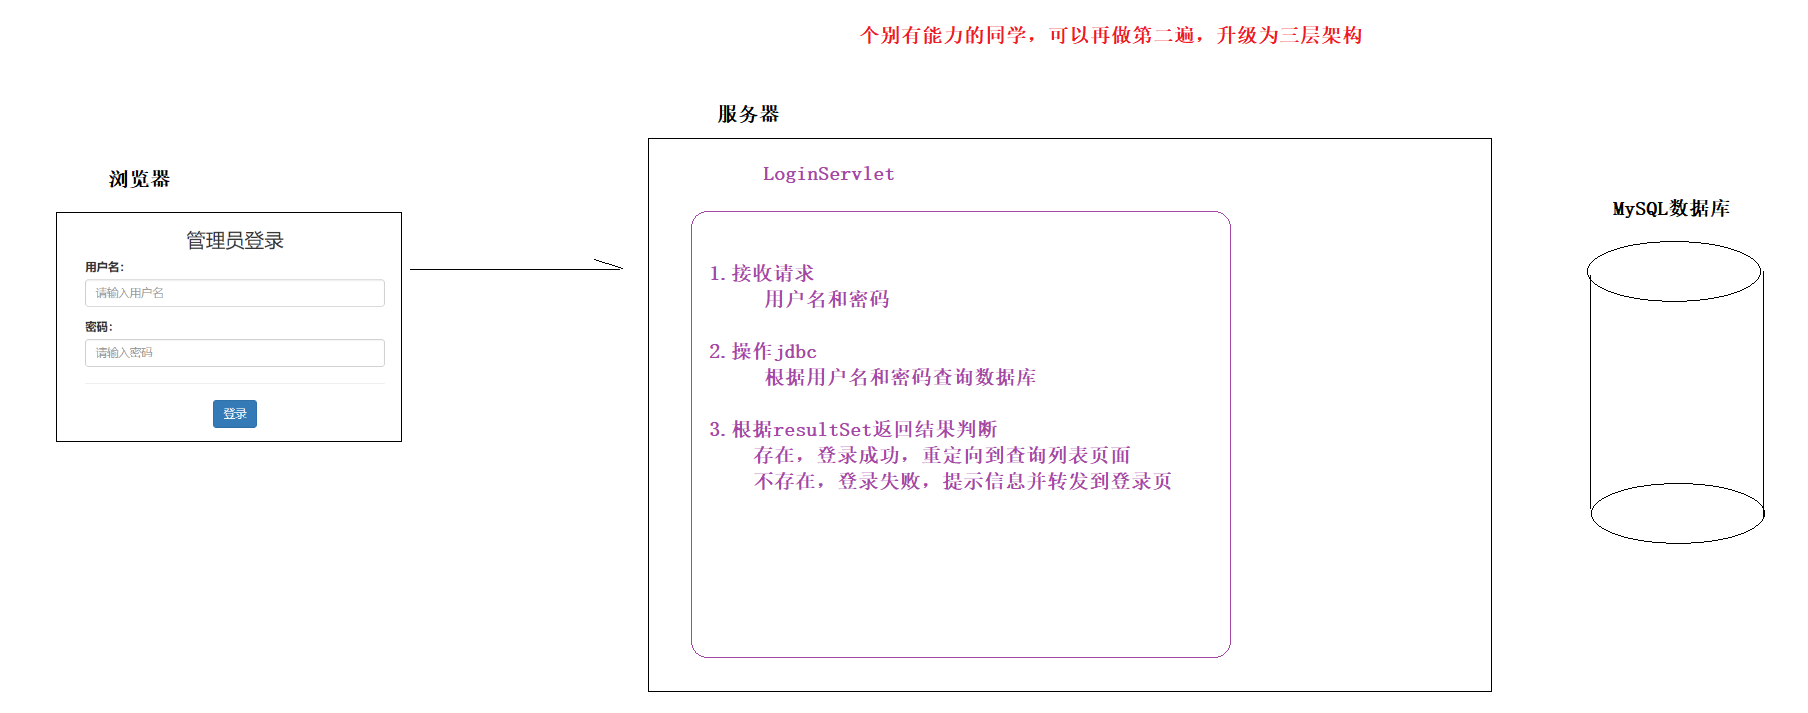 个别有能力的同学，可以再做第二遍，升级为三层架构
服务器
浏览器
管理员登录
用户名：
请输入用户名
密码：
请输入密码
登录
LoginServlet
1.接收请求
用户名和密码
2.操作jdbc
根据用户名和密码查询数据库
3.根据resultSet返回结果判断
存在，登录成功，重定向到查询列表页面
不存在，登录失败，提示信息并转发到登录页
MySQL数据库